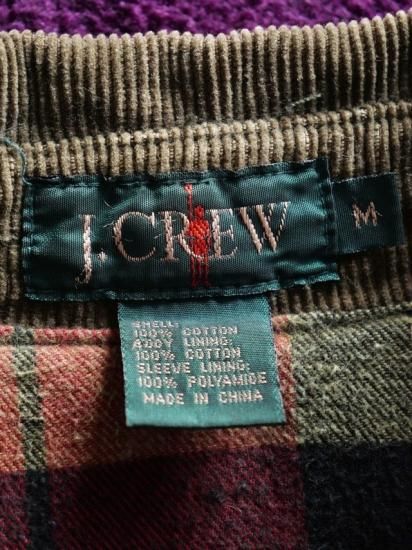 J.CREW
M
SHELL:
100% COTTON
BODY LINING:
100% COTTON
SLEEVE LINING:
100% POLYAMIDE
MADE IN CHINA